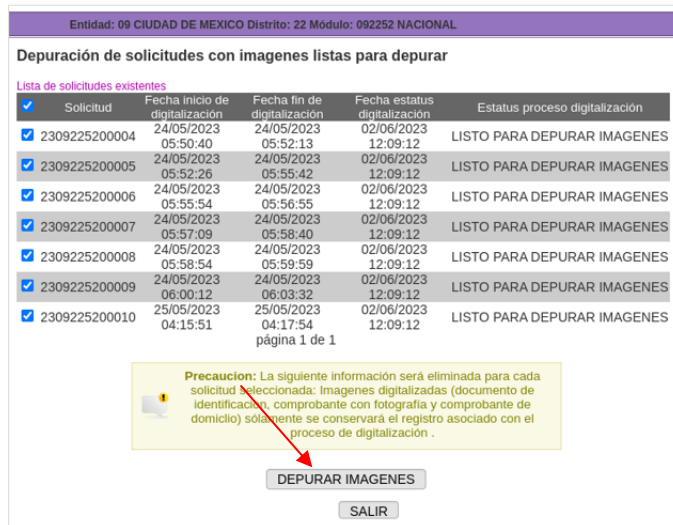 Entidad: 09 CIUDAD DE MEXICO Distrito: 22 Módulo: 092252 NACIONAL
Depuración de solicitudes con imagenes listas para depurar
Lista de solicitudes existentes
Solicitud Fecha inicio de digitalización Fecha fin de digitalización Fecha estatus digitalización Estatus proceso digitalización
2309225200004 24/05/2023 05:50:40 24/05/2023 05:52:13 02/06/2023 12:09:12 LISTO PARA DEPURAR IMAGENES
2309225200005 24/05/2023 05:52:26 24/05/2023 05:55:42 02/06/2023 12:09:12 LISTO PARA DEPURAR IMAGENES
2309225200006 24/05/2023 05:55:54 24/05/2023 05:56:55 02/06/2023 12:09:12 LISTO PARA DEPURAR IMAGENES
2309225200007 24/05/2023 05:57:09 24/05/2023 05:58:40 02/06/2023 12:09:12 LISTO PARA DEPURAR IMAGENES
2309225200008 24/05/2023 05:58:54 24/05/2023 05:59:59 02/06/2023 12:09:12 LISTO PARA DEPURAR IMAGENES
2309225200009 24/05/2023 06:00:12 24/05/2023 06:03:32 02/06/2023 12:09:12 LISTO PARA DEPURAR IMAGENES
2309225200010 25/05/2023 04:15:51 25/05/2023 04:17:54 02/06/2023 12:09:12 LISTO PARA DEPURAR IMAGENES
página 1 de 1
Precaucion: La siguiente información será eliminada para cada
solicitud seleccionada: Imagenes digitalizadas (documento de
identificación, comprobante con fotografía y comprobante de
domiclio) sólamente se conservará el registro asociado con el
proceso de digitalización .
DEPURAR IMAGENES
SALIR